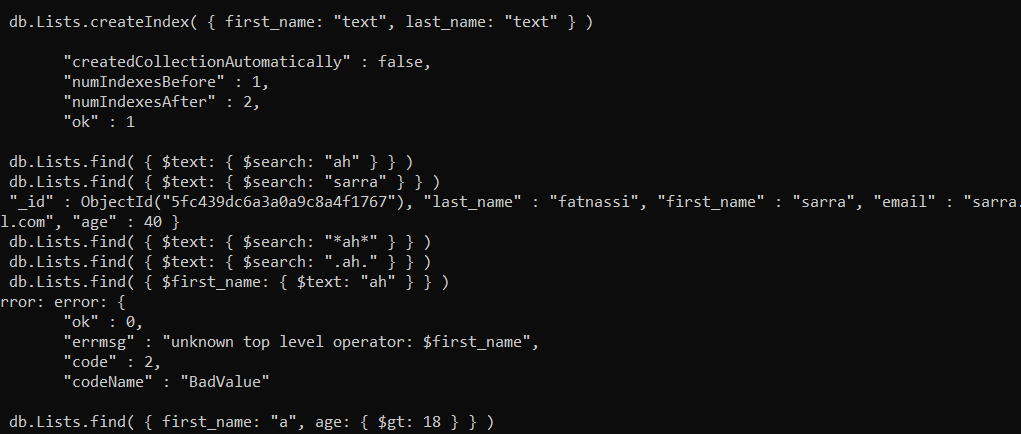 db.Lists.createIndex( { first_name: "text", last_name: "text" } )
"createdCollectionAutomatically" : false,
"numIndexesBefore" : 1,
"numIndexesAfter" : 2,
"ok" : 1
db.Lists.find( { $text: { $search: "ah" } } )
db.Lists.find( { $text: { $search: "sarra" } } )
"_id" : ObjectId("5fc439dc6a3a0a9c8a4f1767"), "last_name" : "fatnassi", "first_name" : "sarra", "email" : "sarra.
l.com", "age" : 40 }
db.Lists.find( { $text: { $search: "*ah*" } } )
db.Lists.find( { $text: { $search: ".ah." } } )
db.Lists.find( { $first_name: { $text: "ah" } } )
rror: error: {
"ok" : 0,
"errmsg" : "unknown top level operator: $first_name",
"code" : 2,
"codeName" : "BadValue"
db.Lists.find( { first_name: "a", age: { $gt: 18 } } )